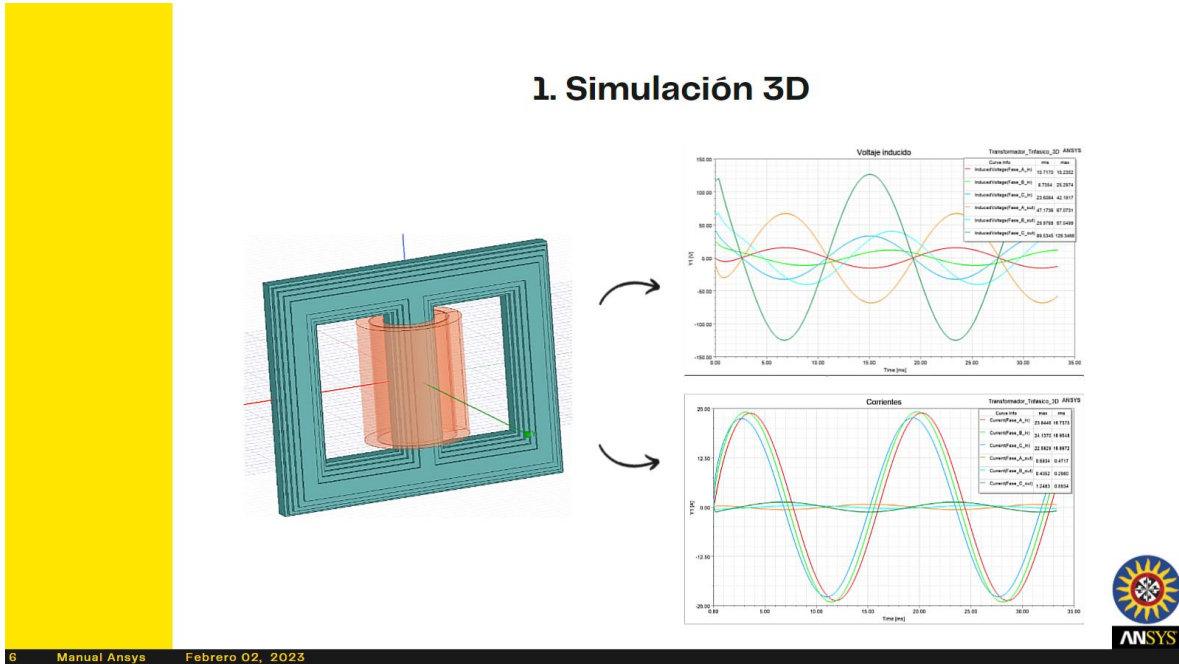 1. Simulación 3D
Voltaje inducido
Transformador_Trifasico_3D ANSYS
Curve Info rms max
InducedVoltage(Fase_A_in)
InducedVoltage(Fase_B_in)
InducedVoltage(Fase_C_in)
InducedVoltage(Fase_A_out)
InducedVoltage(Fase_B_out)
InducedVoltage(Fase_C_out)
150.00
100.00
50.00
0.00
-50.00
-100.00
-150.00
Y1 [V]
0.00 5.00 10.00 15.00 20.00 25.00 30.00 35.00
Time [ms]
Corrientes
Transformador_Trifasico_3D ANSYS
Curve Info max rms
Current(Fase_A_in)
Current(Fase_B_in)
Current(Fase_C_in)
Current(Fase_A_out)
Current(Fase_B_out)
Current(Fase_C_out)
25.00
12.50
0.00
-12.50
-25.00
0.00 5.00 10.00 15.00 20.00 25.00 30.00 35.00
Time [ms]
ANSYS
6 Manual Ansys Febrero 02, 2023